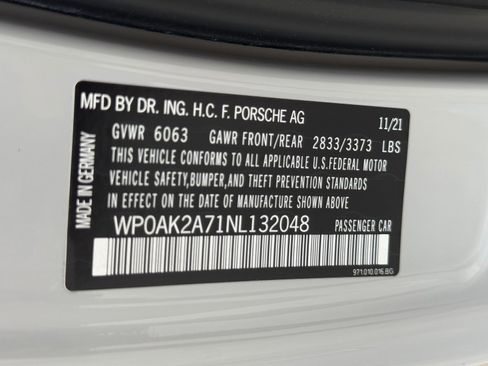 MFD BY DR. ING. H.C. F. PORSCHE AG 11/21
GVWR 6063 GAWR FRONT/REAR 2833/3373 LBS
THIS VEHICLE CONFORMS TO ALL APPLICABLE U.S.FEDERAL MOTOR
VEHICLE SAFETY,BUMPER,AND THEFT PREVENTION STANDARDS
IN EFFECT ON THE DATE OF MANUFACTURE SHOWN ABOVE.
WP0AK2A71NL132048 PASSENGER CAR
971.010.016.BG
MADE IN GERMANY